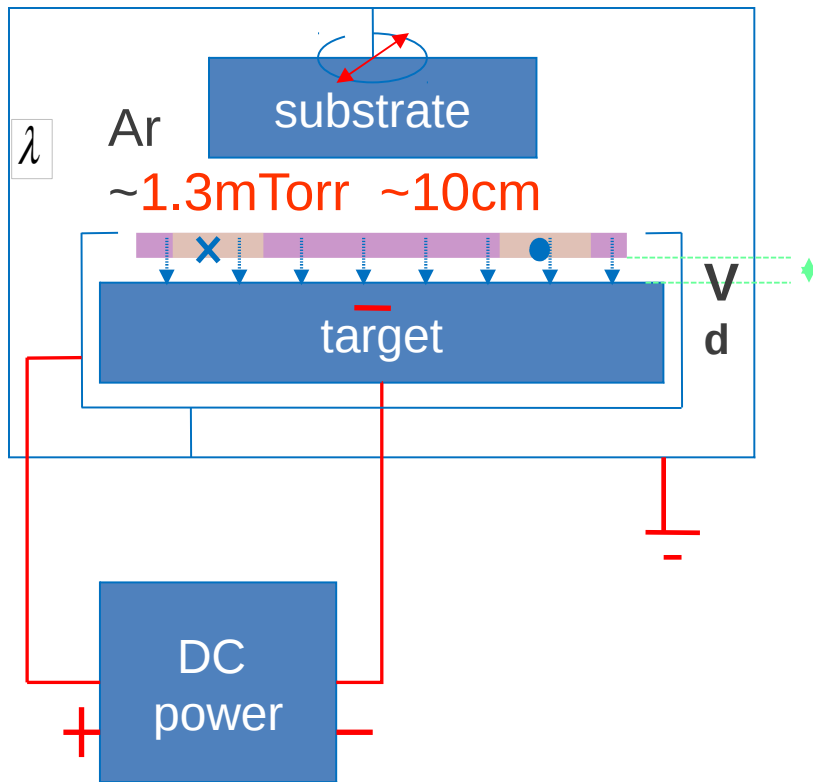 substrate
Ar
λ
~1.3mTorr ~10cm
V
target
d
DC
power